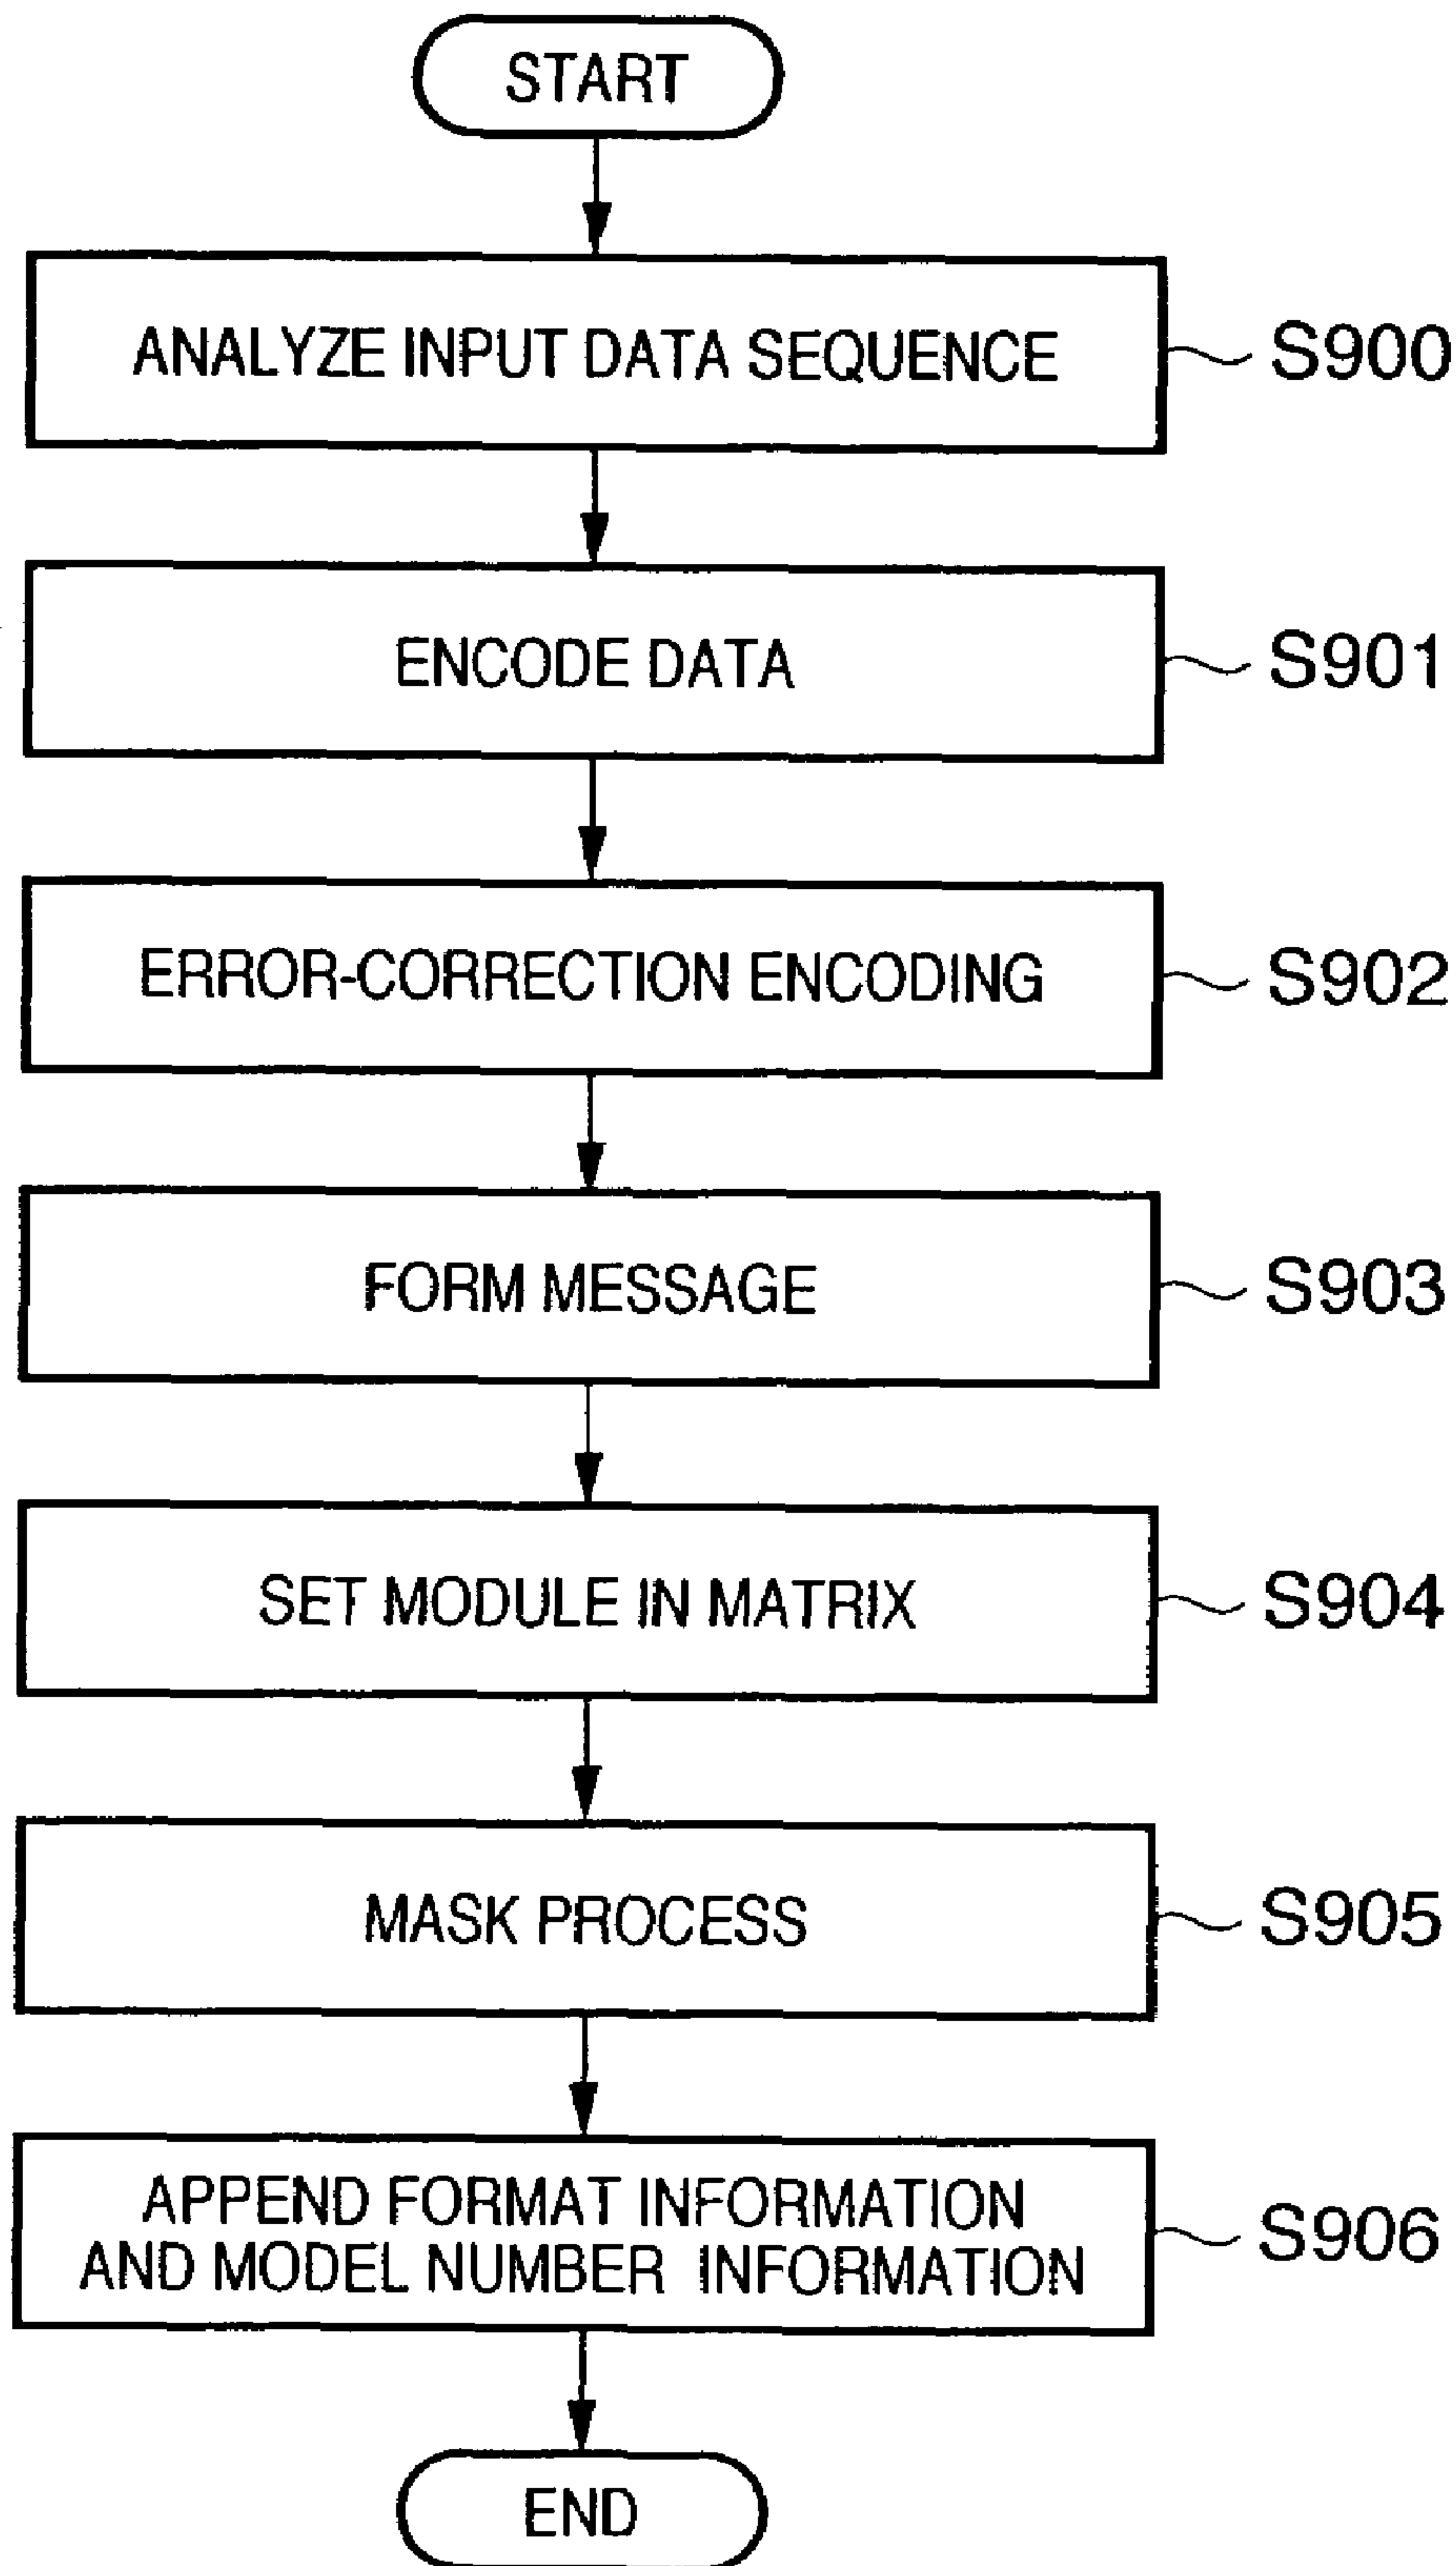 START
ANALYZE INPUT DATA SEQUENCE
S900
ENCODE DATA
S901
ERROR-CORRECTION ENCODING
S902
FORM MESSAGE
S903
SET MODULE IN MATRIX
S904
MASK PROCESS
S905
APPEND FORMAT INFORMATION
AND MODEL NUMBER INFORMATION
S906
END